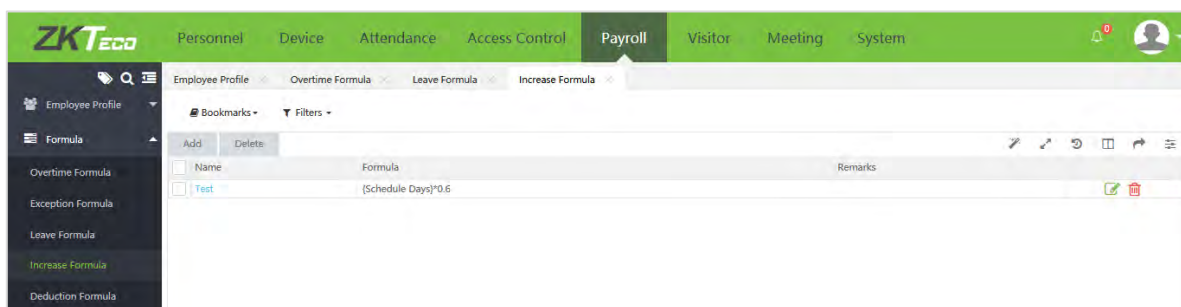 ZKTeco Personnel Device Attendance Access Control Payroll Visitor Meeting System 0
Employee Profile Overtime Formula Leave Formula Increase Formula
Employee Profile
Bookmarks Filters
Formula
Add Delete
Name Formula Remarks
Overtime Formula
Test {Schedule Days}*0.6
Exception Formula
Leave Formula
Increase Formula
Deduction Formula